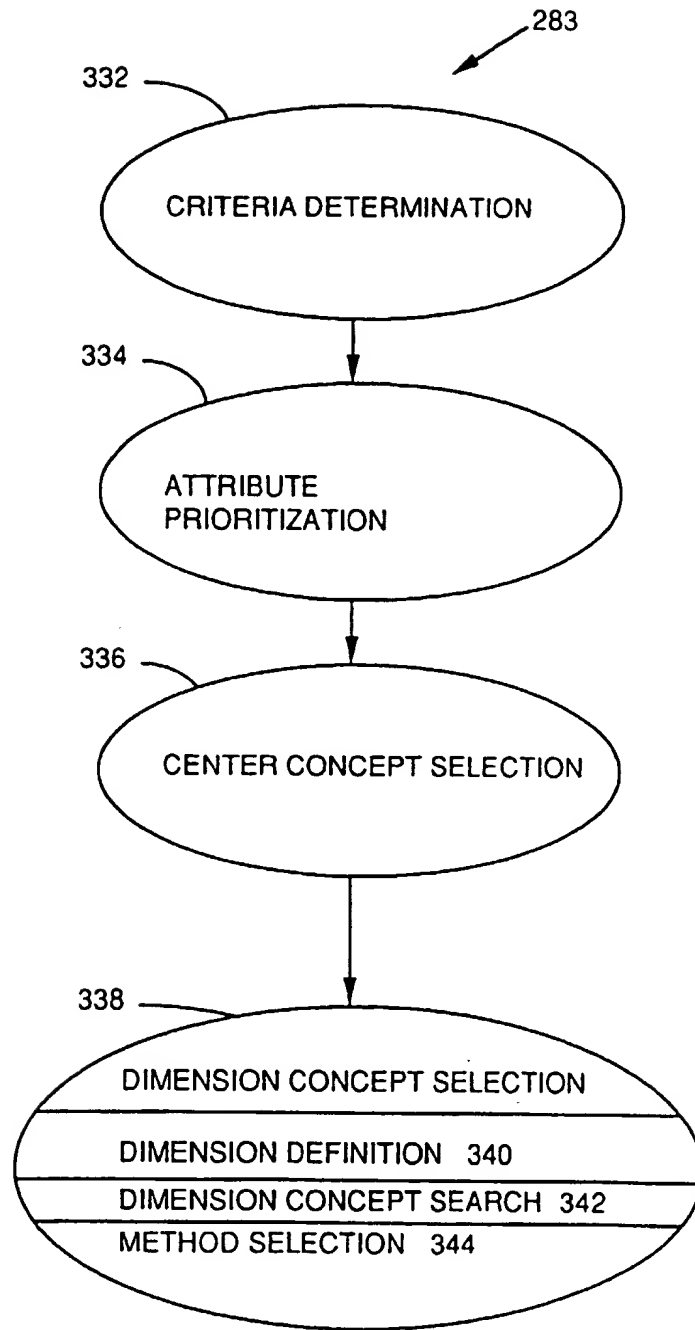 283
332
CRITERIA DETERMINATION
334
ATTRIBUTE
PRIORITIZATION
336
CENTER CONCEPT SELECTION
338
DIMENSION CONCEPT SELECTION
DIMENSION DEFINITION 340
DIMENSION CONCEPT SEARCH 342
METHOD SELECTION 344